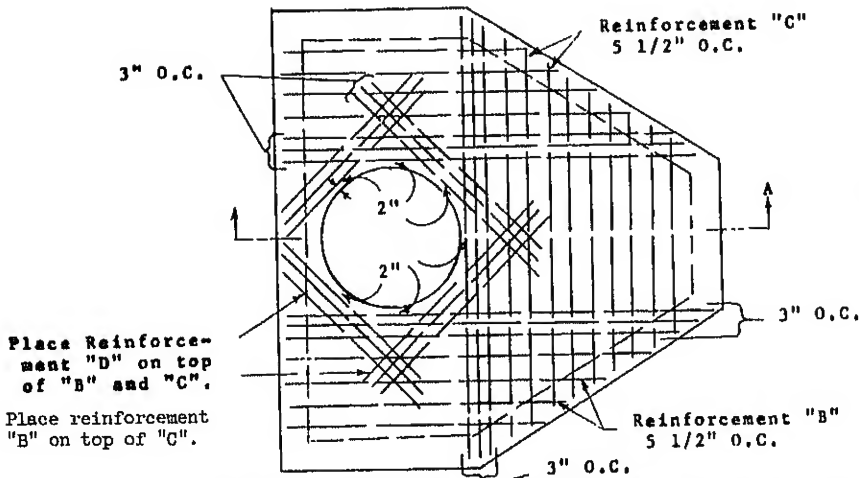 Reinforcement "C"
5 1/2" O.C.
3" O.C.
2"
A
2"
3" O.C.
Place Reinforce-
ment "D" on top
of "B" and "C".
Place reinforcement
"B" on top of "C".
Reinforcement "B"
5 1/2" O.C.
3" O.C.